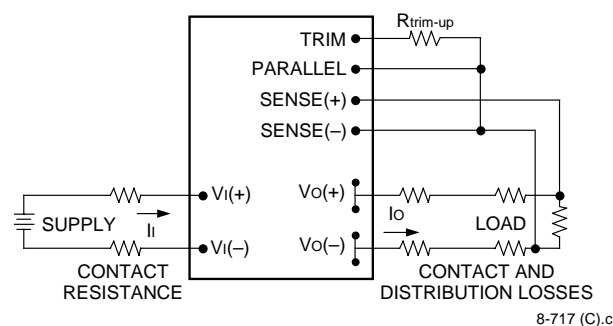 Rtrim-up
TRIM
PARALLEL
SENSE(+)
SENSE(–)
VI(+)
VO(+)
SUPPLY
II
IO
LOAD
VI(–)
VO(–)
CONTACT
RESISTANCE
CONTACT AND
DISTRIBUTION LOSSES
8-717 (C).c